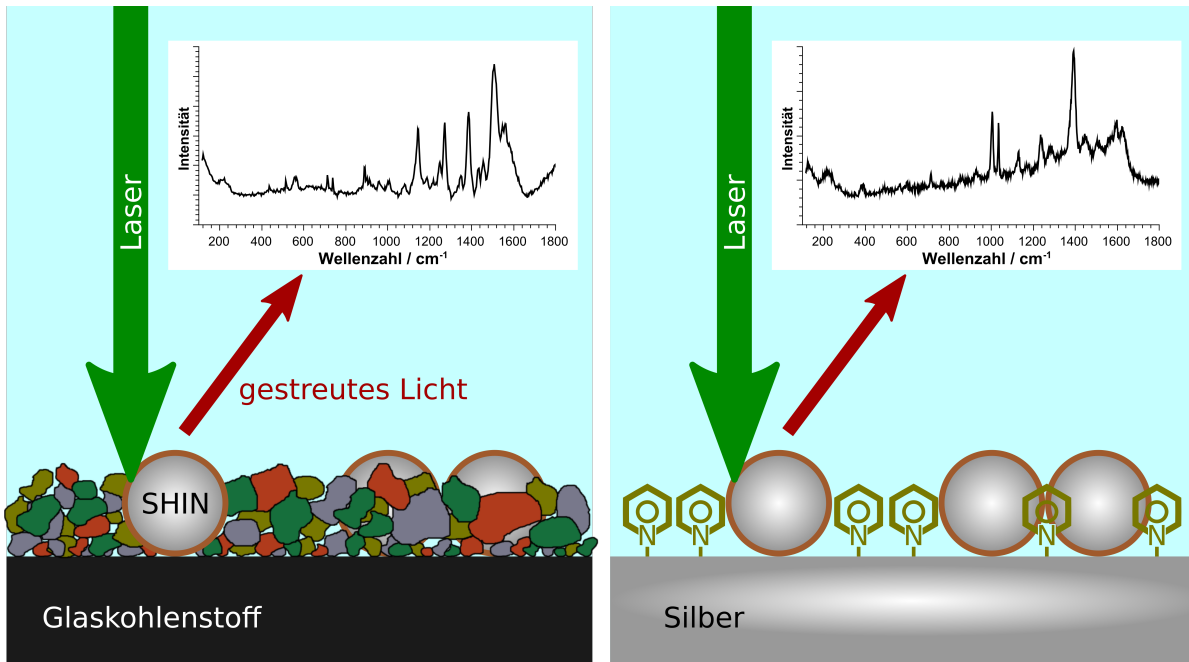 Laser
Intensität
200 400 600 800 1000 1200 1400 1600 1800
Wellenzahl / cm-1
gestreutes Licht
SHIN
Glaskohlenstoff
Laser
Intensität
200 400 600 800 1000 1200 1400 1600 1800
Wellenzahl / cm-1
N N N N N N
Silber